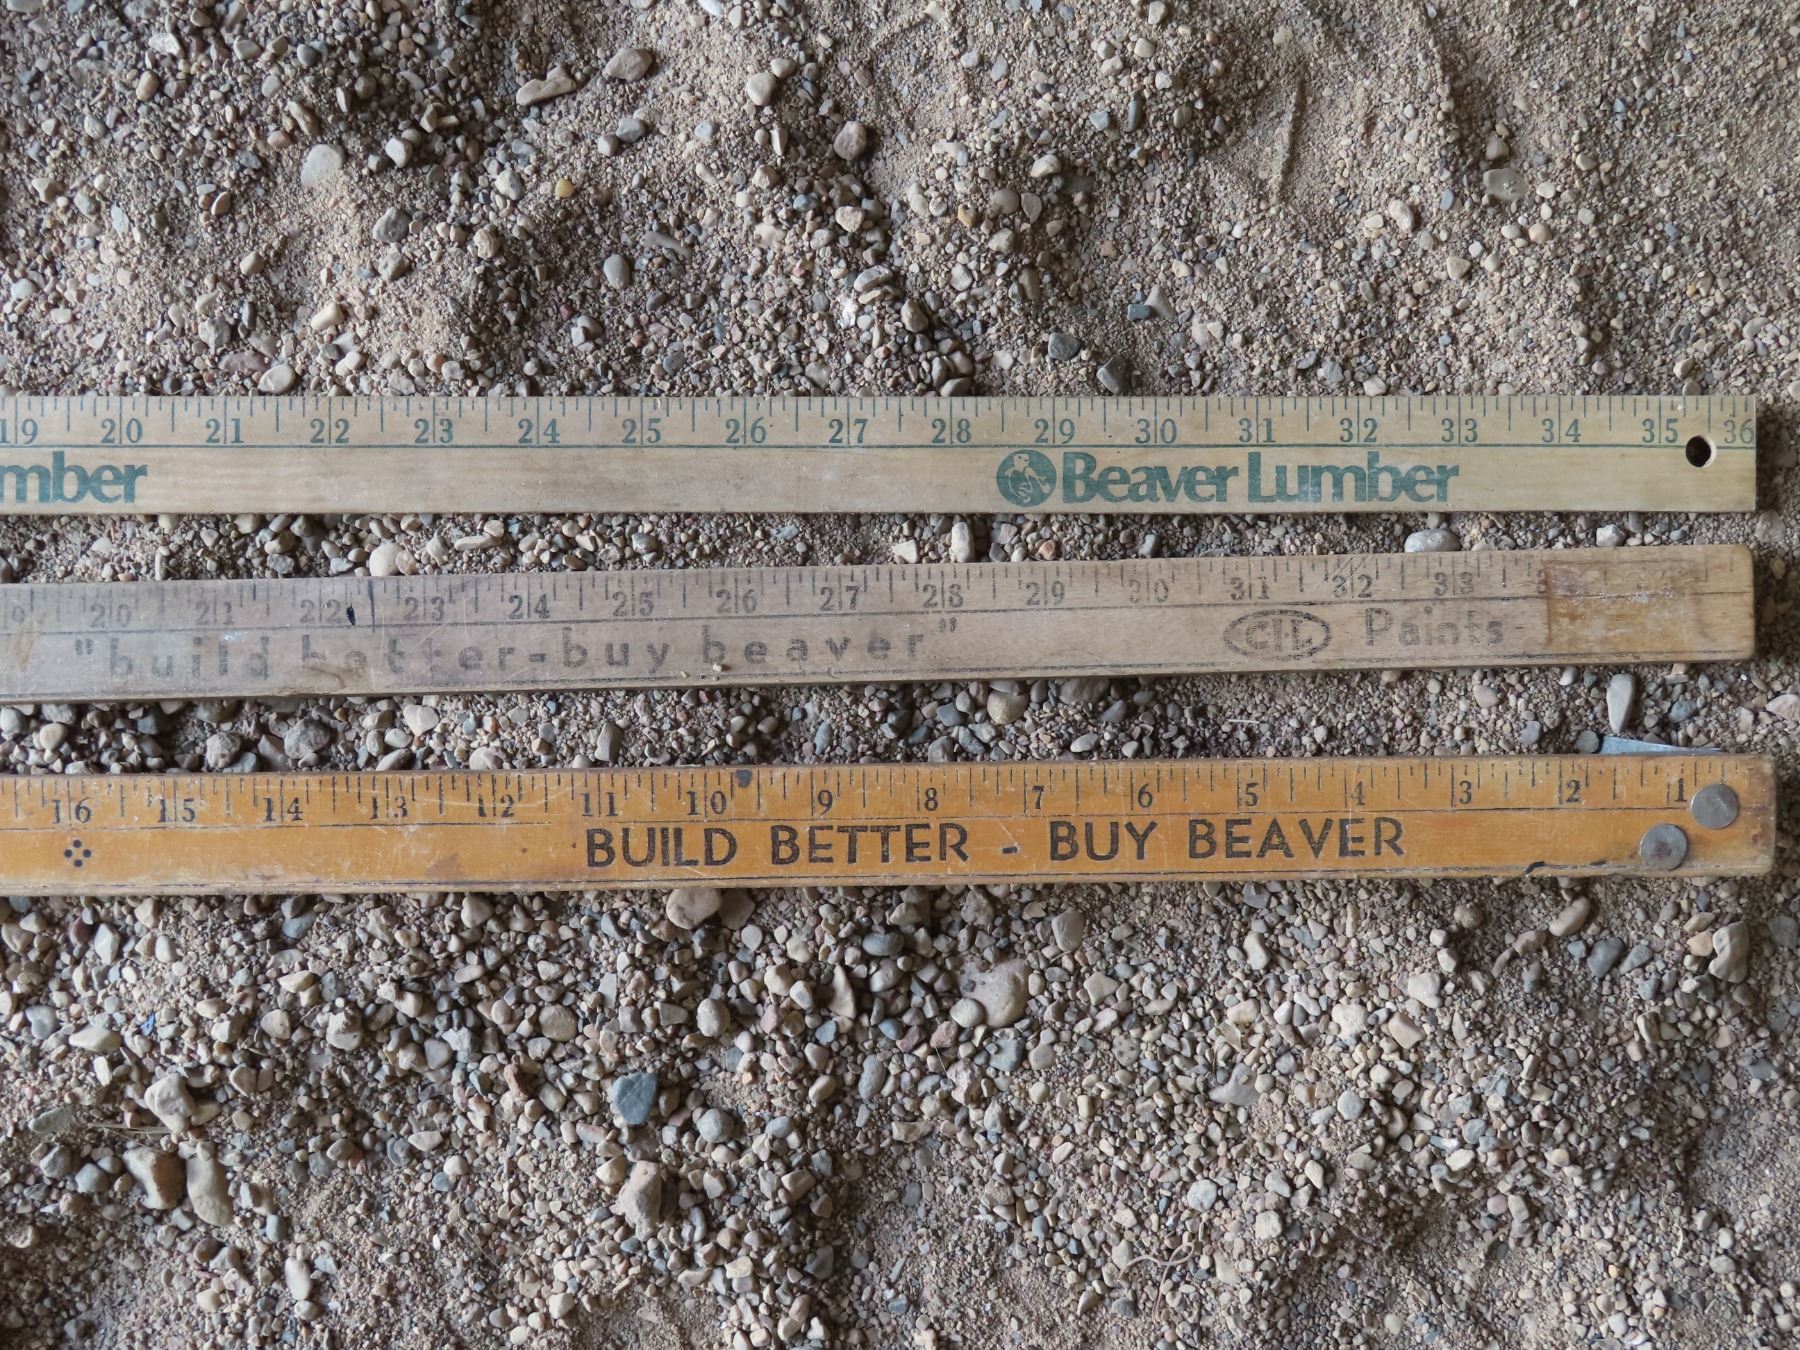 19 20 21 22 23 24 25 26 27 28 29 30 31 32 33 34 35 36
mber Beaver Lumber
9 20 21 22 23 24 25 26 27 28 29 30 31 32 33
"build better-buy beaver" CIL Paints
16 15 14 13 12 11 10 9 8 7 6 5 4 3 2 1
BUILD BETTER - BUY BEAVER